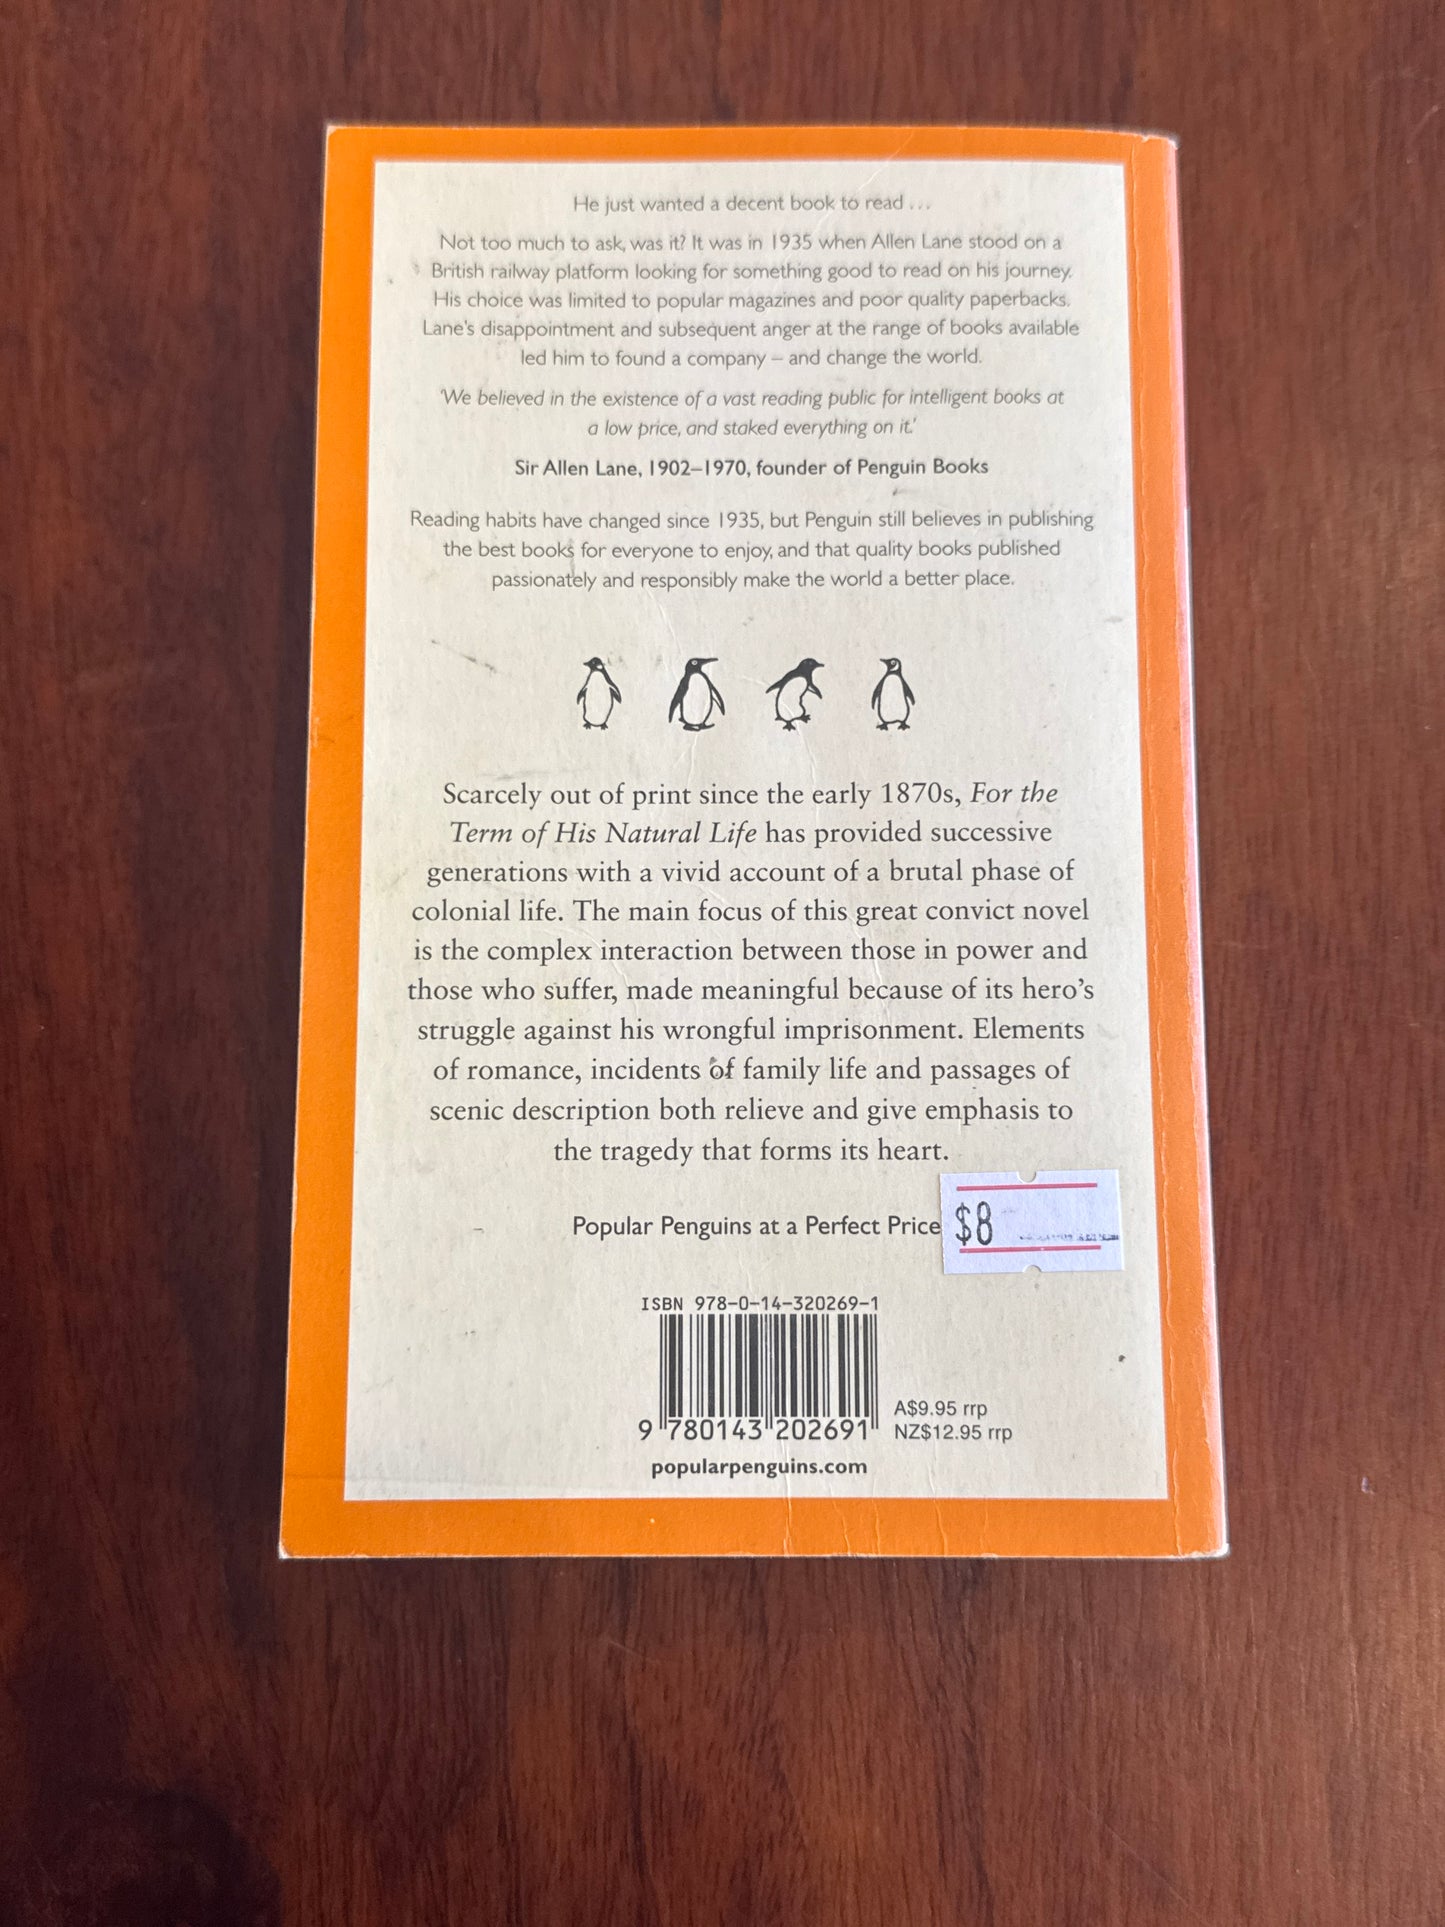 He just wanted a decent book to read ...
Not too much to ask, was it? It was in 1935 when Allen Lane stood on a
British railway platform looking for something good to read on his journey.
His choice was limited to popular magazines and poor quality paperbacks.
Lane's disappointment and subsequent anger at the range of books available
led him to found a company – and change the world.
'We believed in the existence of a vast reading public for intelligent books at
a low price, and staked everything on it.'
Sir Allen Lane, 1902–1970, founder of Penguin Books
Reading habits have changed since 1935, but Penguin still believes in publishing
the best books for everyone to enjoy, and that quality books published
passionately and responsibly make the world a better place.
Scarcely out of print since the early 1870s, For the
Term of His Natural Life has provided successive
generations with a vivid account of a brutal phase of
colonial life. The main focus of this great convict novel
is the complex interaction between those in power and
those who suffer, made meaningful because of its hero's
struggle against his wrongful imprisonment. Elements
of romance, incidents of family life and passages of
scenic description both relieve and give emphasis to
the tragedy that forms its heart.
Popular Penguins at a Perfect Price
$8
ISBN 978-0-14-320269-1
9 780143 202691
A$9.95 rrp
NZ$12.95 rrp
popularpenguins.com